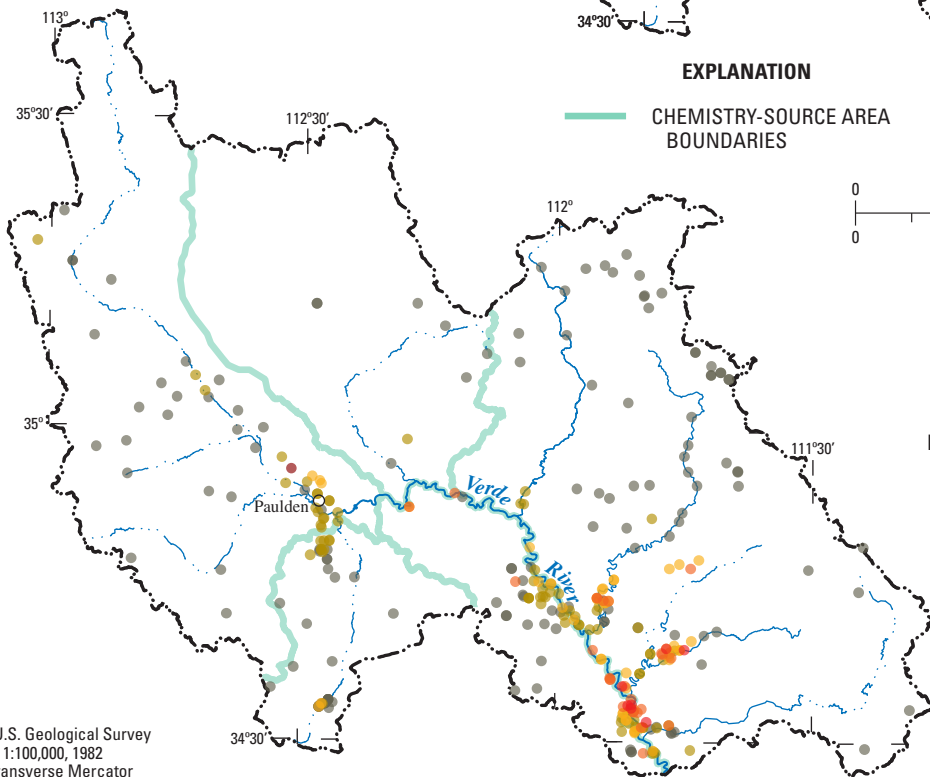 113°
34°30'
EXPLANATION
CHEMISTRY-SOURCE AREA
BOUNDARIES
35°30'
112°30'
0
112°
0
35°
111°30'
Verde
Paulden
River
34°30'
U.S. Geological Survey
1:100,000, 1982
ransverse Mercator